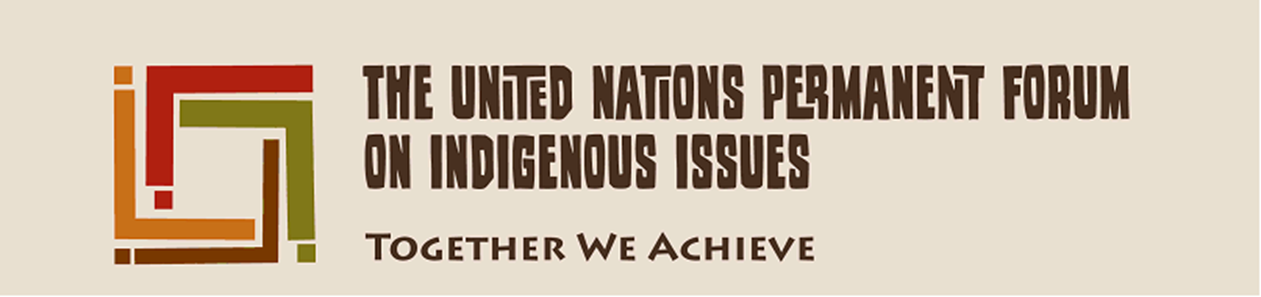 THE UNITED NATIONS PERMANENT FORUM
ON INDIGENOUS ISSUES
TOGETHER WE ACHIEVE